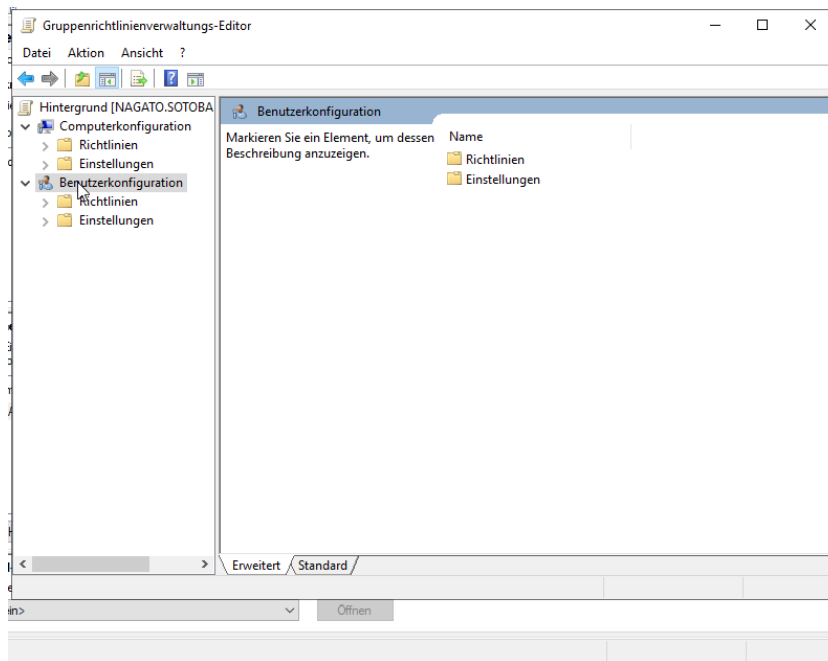 Gruppenrichtlinienverwaltungs-Editor
Datei Aktion Ansicht ?
Hintergrund [NAGATO.SOTOBA
Computerkonfiguration
Richtlinien
Einstellungen
Benutzerkonfiguration
Richtlinien
Einstellungen
Benutzerkonfiguration
Markieren Sie ein Element, um dessen
Beschreibung anzuzeigen.
Name
Richtlinien
Einstellungen
Erweitert Standard
ein>
Öffnen